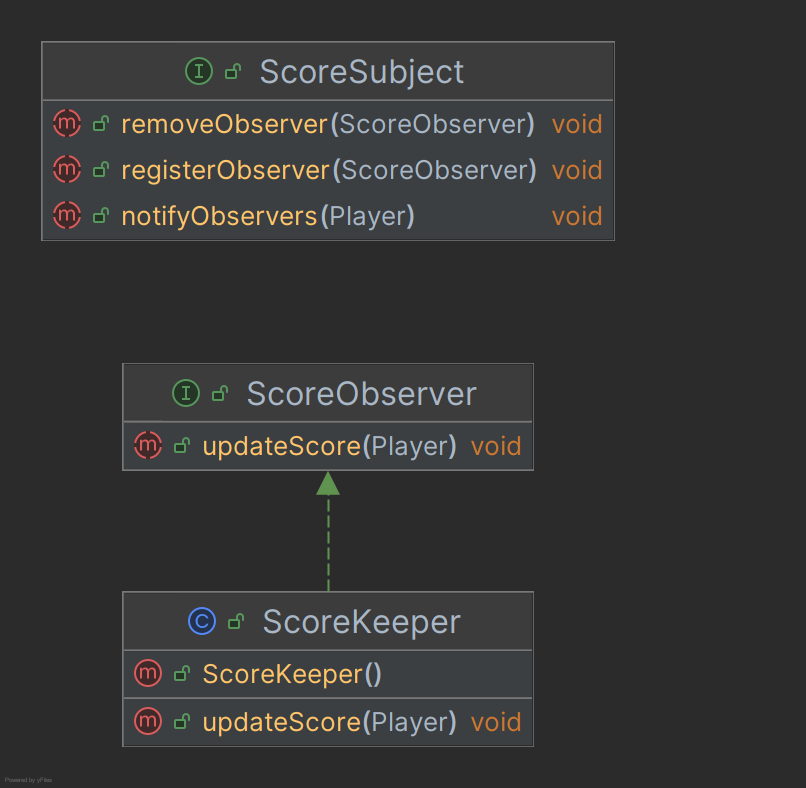 ScoreSubject
removeObserver(ScoreObserver) void
registerObserver(ScoreObserver) void
notifyObservers(Player) void
ScoreObserver
updateScore(Player) void
ScoreKeeper
ScoreKeeper()
updateScore(Player) void
Powered by yFiles